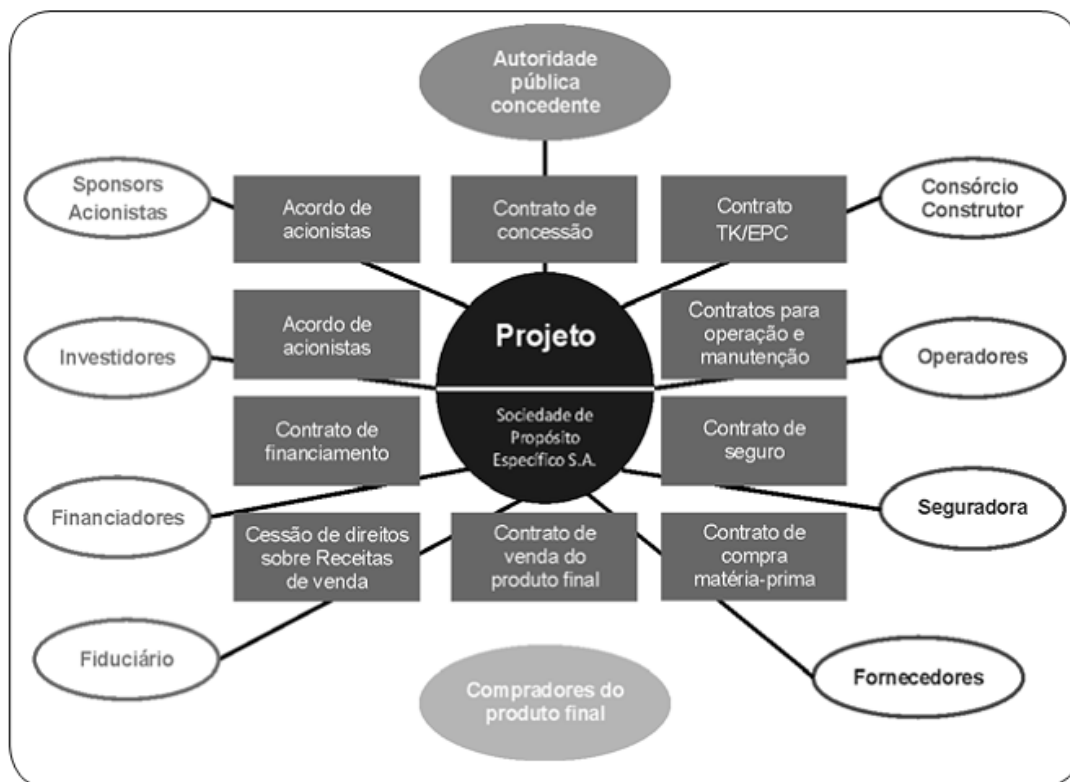 Autoridade
pública
concedente
Sponsors
Acionistas
Acordo de
acionistas
Contrato de
concessão
Contrato
TK/EPC
Consórcio
Construtor
Investidores
Acordo de
acionistas
Projeto
Contratos para
operação e
manutenção
Operadores
Contrato de
financiamento
Sociedade de
Propósito
Específico S.A.
Contrato de
seguro
Financiadores
Seguradora
Cessão de direitos
sobre Receitas
de venda
Contrato de
venda do
produto final
Contrato de
compra
matéria-prima
Fiduciário
Compradores do
produto final
Fornecedores